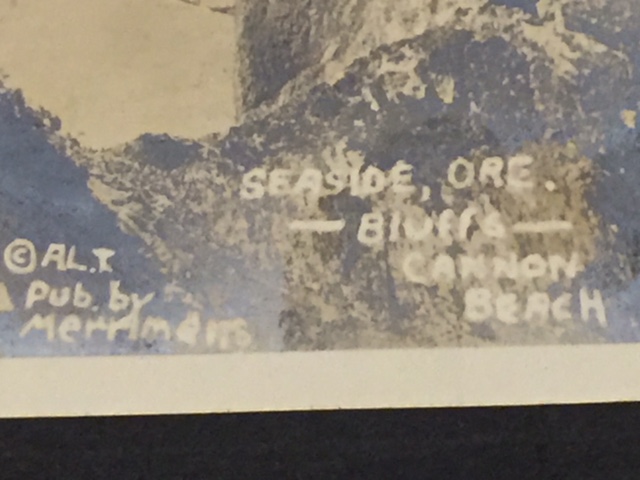 SEASIDE, ORE.
— BLUFFS —
CANNON
BEACH
© AL.T
Pub. by
Merrimans